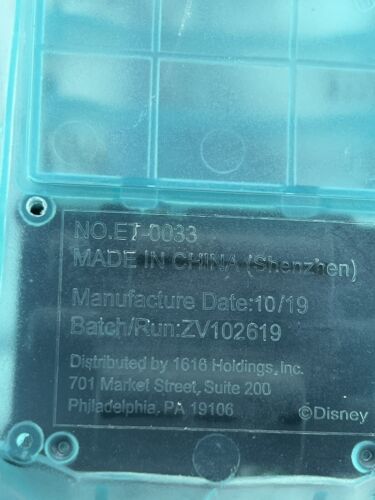 NO.ET-0033
MADE IN CHINA (Shenzhen)
Manufacture Date:10/19
Batch/Run:ZV102619
Distributed by 1616 Holdings, Inc.
701 Market Street, Suite 200
Philadelphia, PA 19106
©Disney